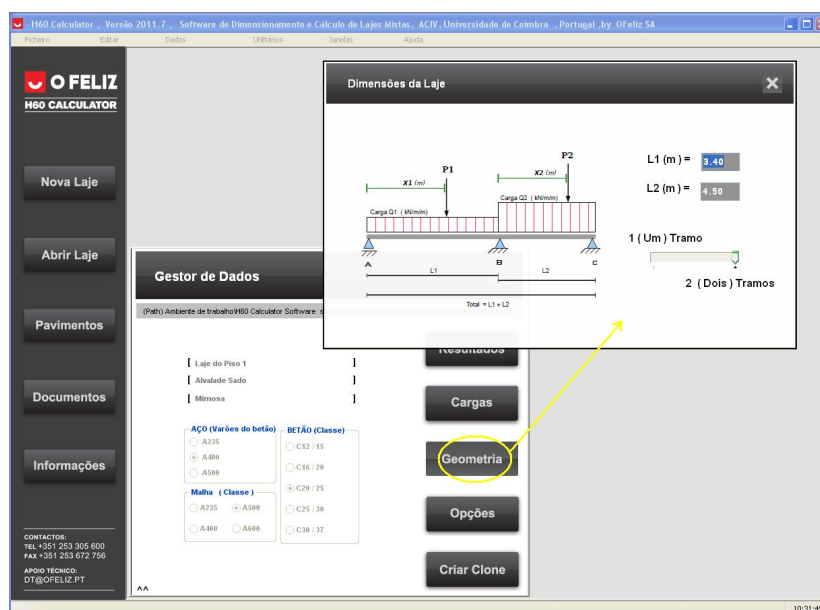 - H60 Calculator , Versão 2011.7 , Software de Dimensionamento e Cálculo de Lajes Mistas, ACIV, Universidade de Coimbra , Portugal ,by OFeliz SA
Ficheiro Editar Dados Utilitários Janelas Ajuda
O FELIZ
H60 CALCULATOR
Nova Laje
Abrir Laje
Pavimentos
Documentos
Informações
CONTACTOS:
TEL +351 253 305 600
FAX +351 253 672 756
APOIO TÉCNICO:
DT@OFELIZ.PT
Dimensões da Laje
P1
P2
X1 (m)
X2 (m)
Carga Q1 ( kN/m/m)
Carga Q2 ( kN/m/m)
A
B
C
L1
L2
Total = L1 + L2
L1 (m ) = 3.40
L2 (m ) = 4.50
1 ( Um ) Tramo
2 ( Dois ) Tramos
Gestor de Dados
(Path) Ambiente de trabalho\H60 Calculator Software
[ Laje do Piso 1 ]
[ Alvalade Sado ]
[ Mimosa ]
AÇO (Varões do betão)
A235
A400
A500
Malha ( Classe )
A235 A500
A400 A600
BETÃO (Classe)
C12 / 15
C16 / 20
C20 / 25
C25 / 30
C30 / 37
Resultados
Cargas
Geometria
Opções
Criar Clone
^^